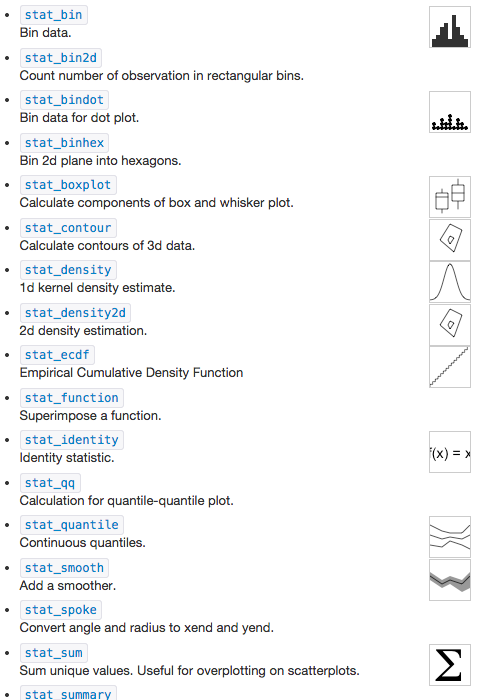 stat_bin
Bin data.
stat_bin2d
Count number of observation in rectangular bins.
stat_bindot
Bin data for dot plot.
stat_binhex
Bin 2d plane into hexagons.
stat_boxplot
Calculate components of box and whisker plot.
stat_contour
Calculate contours of 3d data.
stat_density
1d kernel density estimate.
stat_density2d
2d density estimation.
stat_ecdf
Empirical Cumulative Density Function
stat_function
Superimpose a function.
stat_identity
f(x) = x
Identity statistic.
stat_qq
Calculation for quantile-quantile plot.
stat_quantile
Continuous quantiles.
stat_smooth
Add a smoother.
stat_spoke
Convert angle and radius to xend and yend.
stat_sum
Σ
Sum unique values. Useful for overplotting on scatterplots.
stat_summary